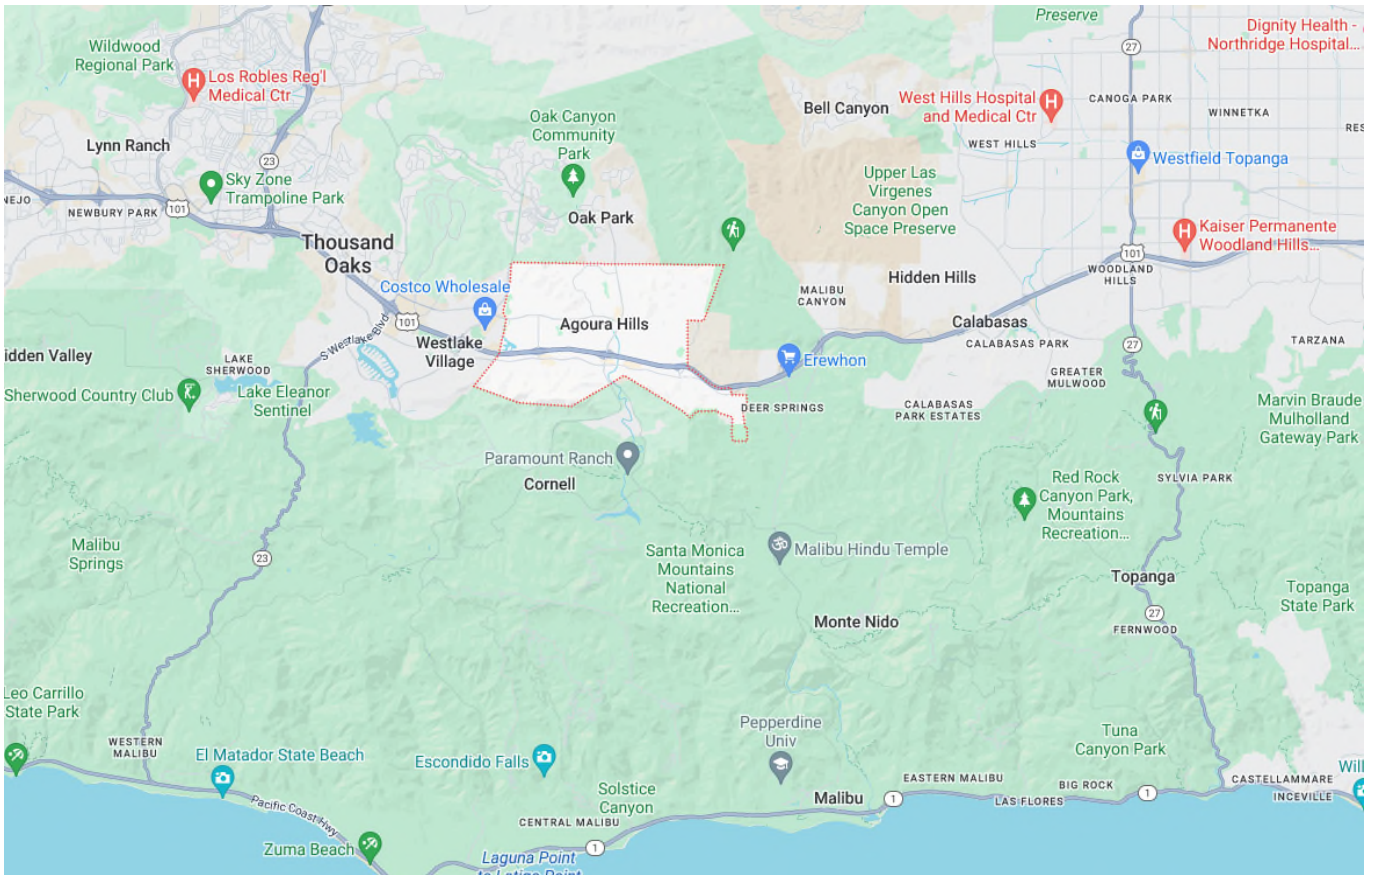 Preserve
Dignity Health -
Northridge Hospital...
27
Wildwood
Regional Park
Los Robles Reg'l
Medical Ctr
H
Bell Canyon
West Hills Hospital
and Medical Ctr
H
CANOGA PARK
WINNETKA
Oak Canyon
Community
Park
Lynn Ranch
23
WEST HILLS
RES
Westfield Topanga
Sky Zone
Trampoline Park
Upper Las
Virgenes
Canyon Open
Space Preserve
NEJO
NEWBURY PARK
101
Oak Park
Kaiser Permanente
Woodland Hills...
H
Thousand
Oaks
101
WOODLAND
HILLS
Hidden Hills
Costco Wholesale
MALIBU
CANYON
101
Agoura Hills
Calabasas
S Westlake Blvd
Westlake
Village
CALABASAS PARK
27
TARZANA
idden Valley
LAKE
SHERWOOD
Erewhon
GREATER
MULWOOD
Sherwood Country Club
Lake Eleanor
Sentinel
DEER SPRINGS
CALABASAS
PARK ESTATES
Marvin Braude
Mulholland
Gateway Park
Paramount Ranch
Cornell
Red Rock
Canyon Park,
Mountains
Recreation...
SYLVIA PARK
Malibu
Springs
23
Santa Monica
Mountains
National
Recreation...
Malibu Hindu Temple
Topanga
Topanga
State Park
27
Monte Nido
FERNWOOD
Leo Carrillo
State Park
Pepperdine
Univ
Tuna
Canyon Park
WESTERN
MALIBU
El Matador State Beach
Escondido Falls
Will
EASTERN MALIBU
BIG ROCK
CASTELLAMMARE
INCEVILLE
Solstice
Canyon
Malibu
1
LAS FLORES
1
Pacific Coast Hwy
CENTRAL MALIBU
Zuma Beach
1
Laguna Point
to Latigo Point